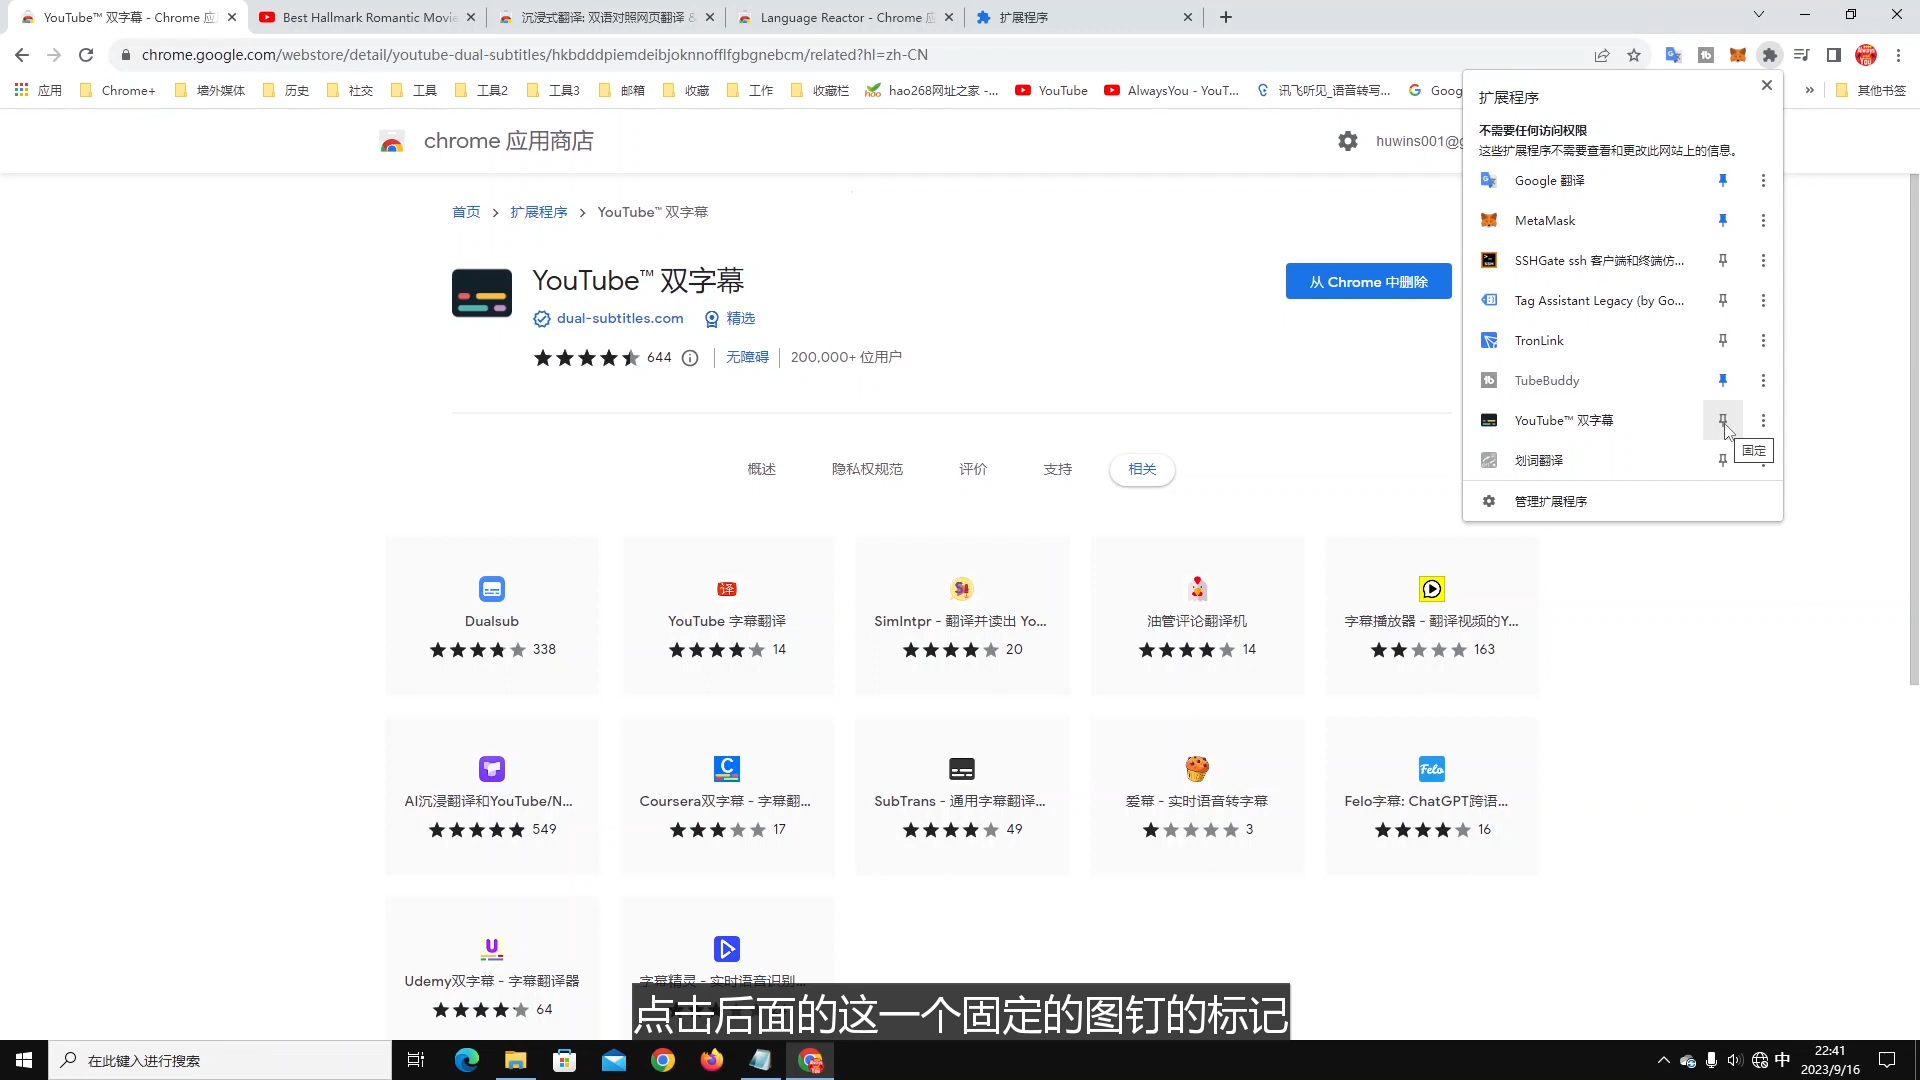 YouTube™ 双字幕 - Chrome 应
Best Hallmark Romantic Movie
沉浸式翻译: 双语对照网页翻译 &
Language Reactor - Chrome 应
扩展程序
chrome.google.com/webstore/detail/youtube-dual-subtitles/hkbdddpiemdeibjoknnofflfgbgnebcm/related?hl=zh-CN
应用
Chrome+
墙外媒体
历史
社交
工具
工具2
工具3
邮箱
收藏
工作
收藏栏
hao268网址之家 -...
YouTube
AlwaysYou - YouT...
讯飞听见_语音转写...
Goog
»
其他书签
chrome 应用商店
huwins001@g
扩展程序
不需要任何访问权限
这些扩展程序不需要查看和更改此网站上的信息。
Google 翻译
MetaMask
SSHGate ssh 客户端和终端仿...
Tag Assistant Legacy (by Go...
TronLink
TubeBuddy
YouTube™ 双字幕
固定
划词翻译
管理扩展程序
首页 > 扩展程序 > YouTube™ 双字幕
YouTube™ 双字幕
从 Chrome 中删除
dual-subtitles.com 精选
644 无障碍 200,000+ 位用户
概述 隐私权规范 评价 支持 相关
Dualsub
338
YouTube 字幕翻译
14
SimIntpr - 翻译并读出 Yo...
20
油管评论翻译机
14
字幕播放器 - 翻译视频的Y...
163
AI沉浸翻译和YouTube/N...
549
Coursera双字幕 - 字幕翻...
17
SubTrans - 通用字幕翻译...
49
爱幕 - 实时语音转字幕
3
Felo
Felo字幕: ChatGPT跨语...
16
Udemy双字幕 - 字幕翻译器
64
字幕精灵 - 实时语音识别...
点击后面的这一个固定的图钉的标记
在此键入进行搜索
中
22:41
2023/9/16